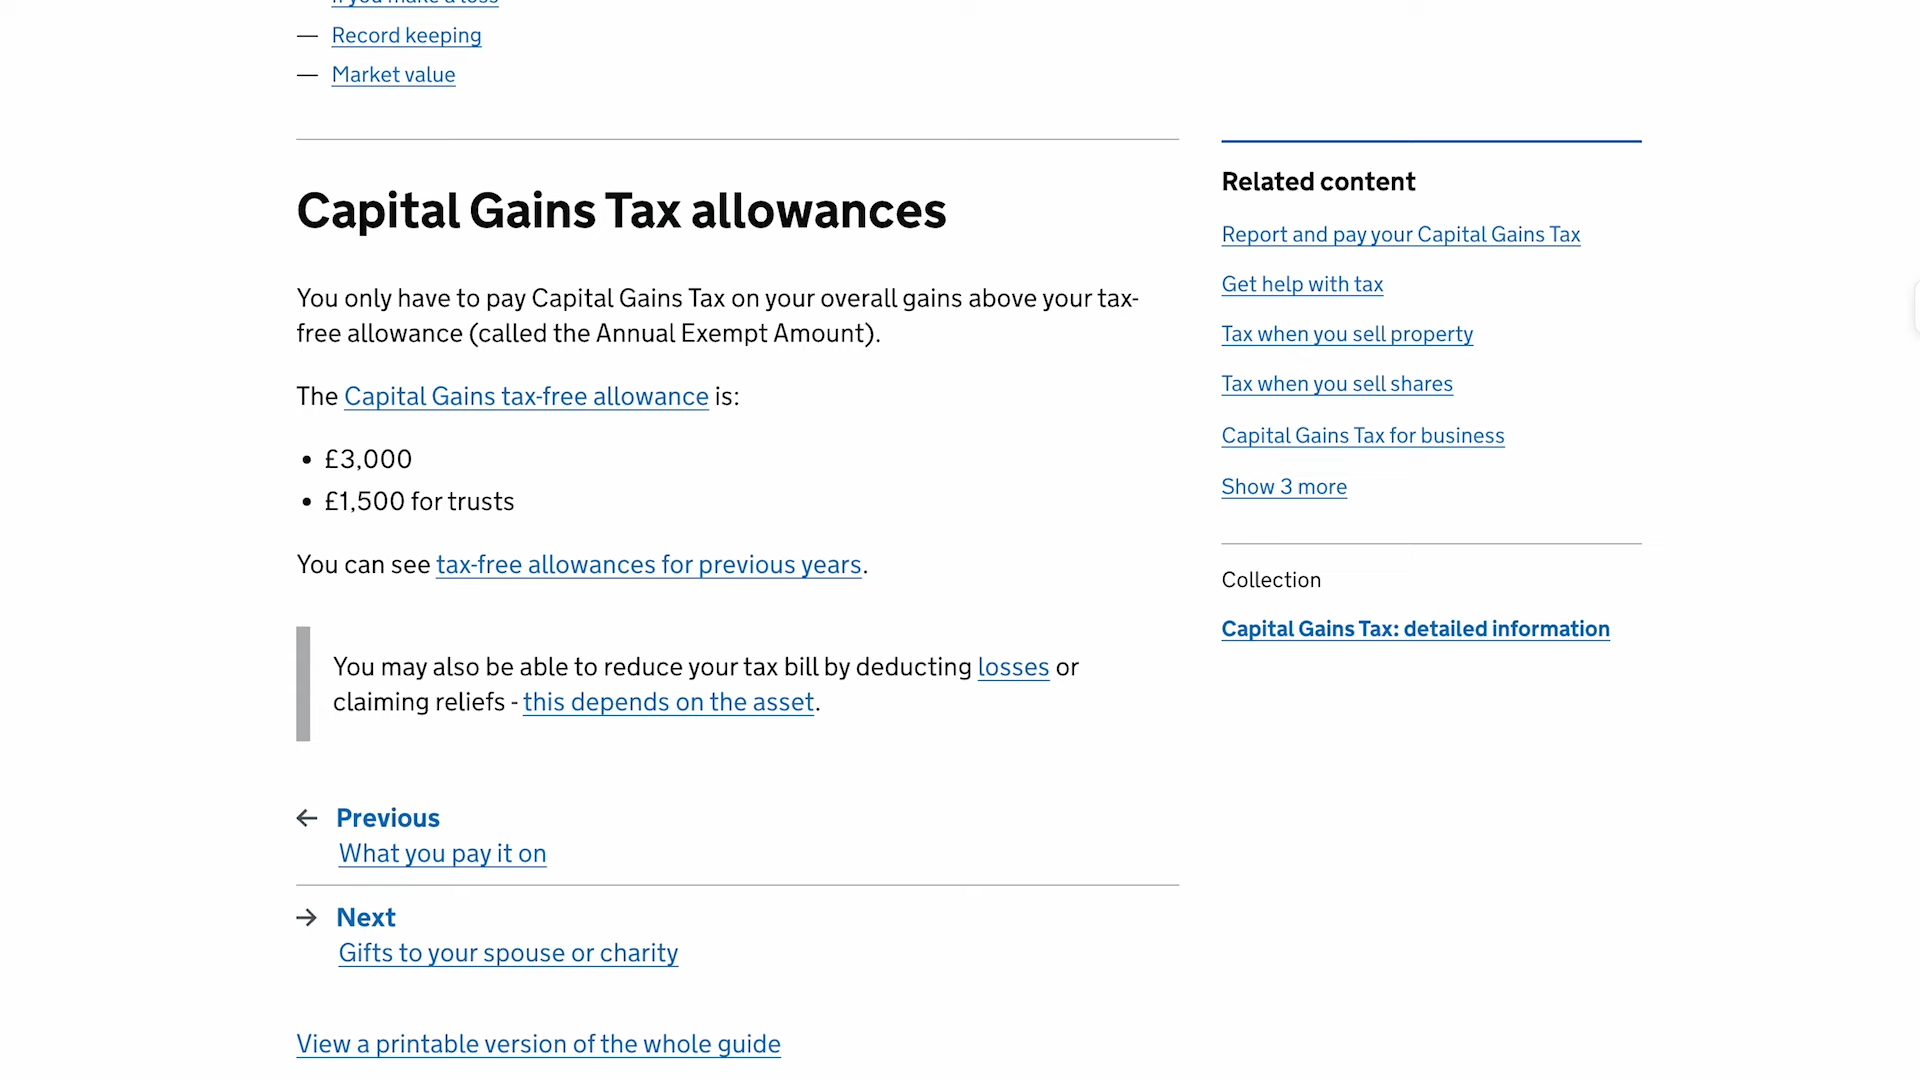 If you make a loss
— Record keeping
— Market value
Capital Gains Tax allowances
You only have to pay Capital Gains Tax on your overall gains above your tax-
free allowance (called the Annual Exempt Amount).
The Capital Gains tax-free allowance is:
• £3,000
• £1,500 for trusts
You can see tax-free allowances for previous years.
You may also be able to reduce your tax bill by deducting losses or
claiming reliefs - this depends on the asset.
← Previous
What you pay it on
→ Next
Gifts to your spouse or charity
View a printable version of the whole guide
Related content
Report and pay your Capital Gains Tax
Get help with tax
Tax when you sell property
Tax when you sell shares
Capital Gains Tax for business
Show 3 more
Collection
Capital Gains Tax: detailed information